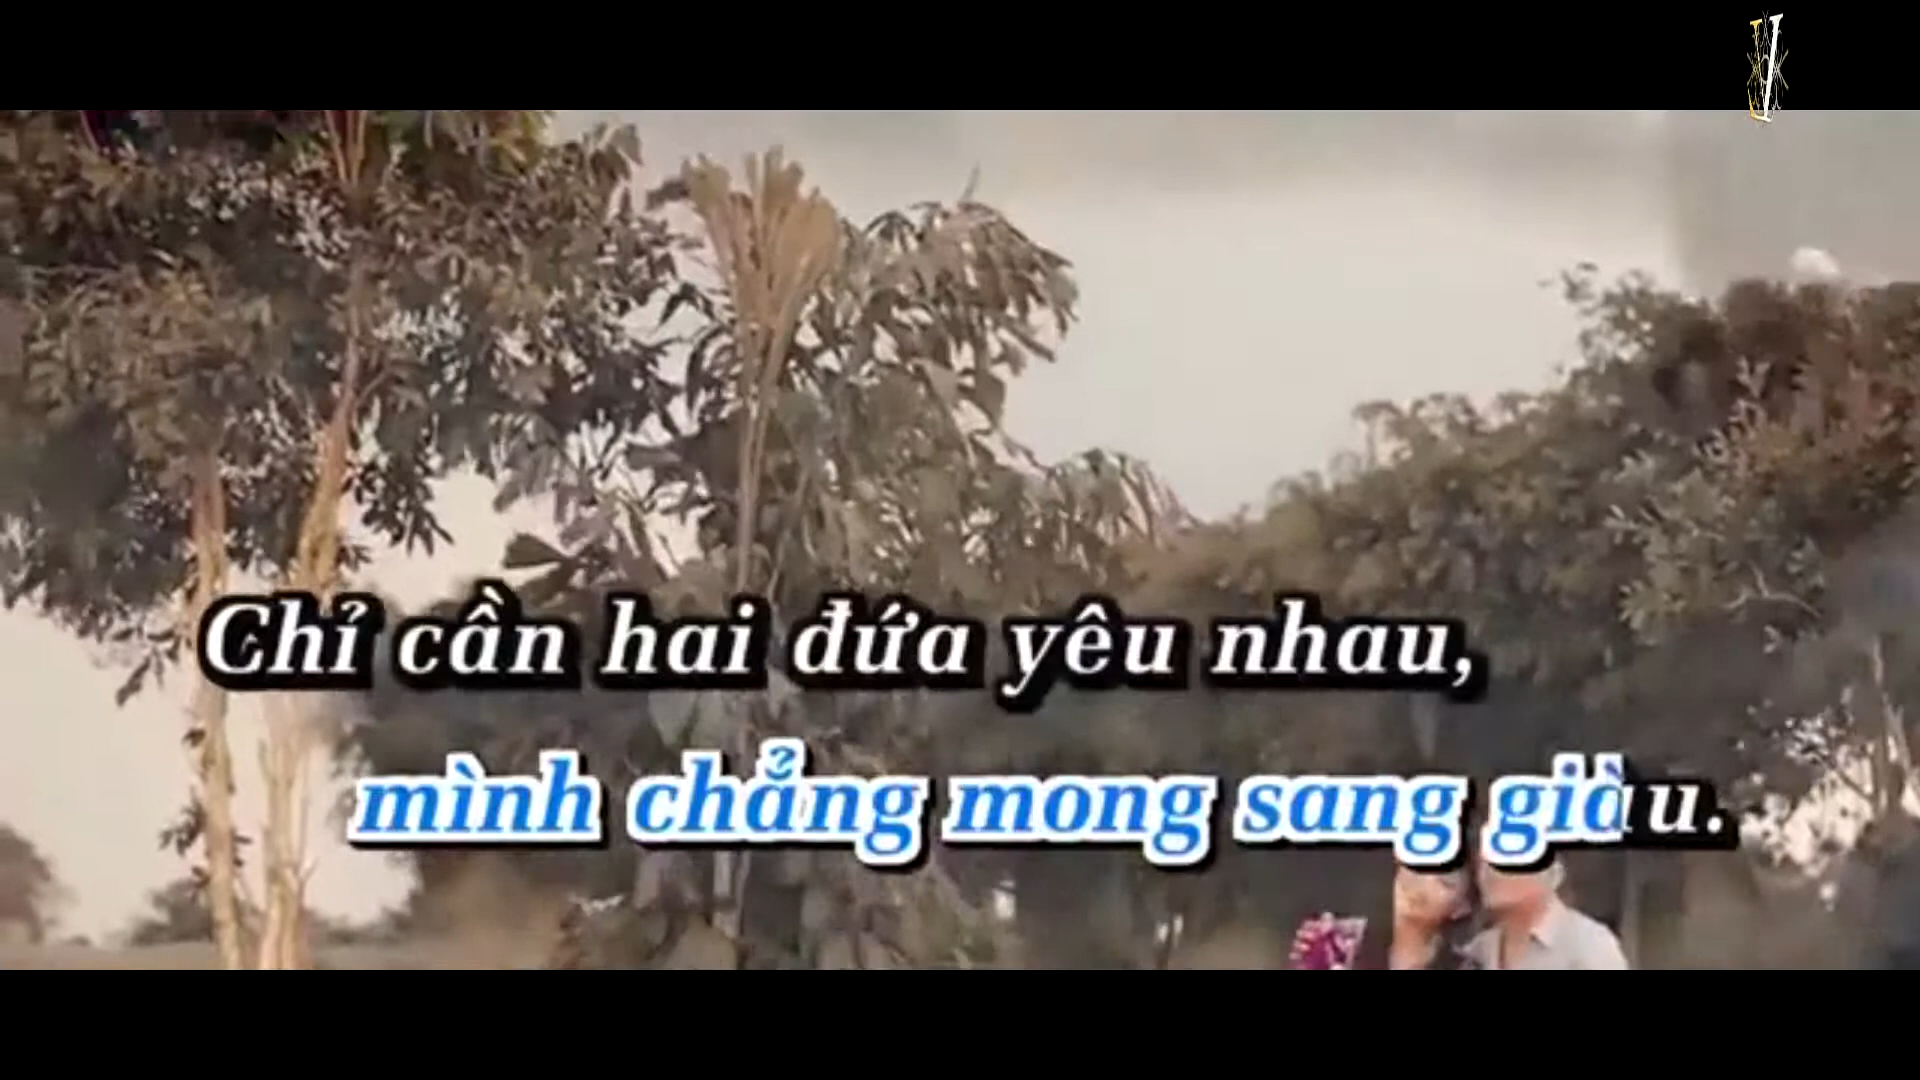 Chỉ cần hai đứa yêu nhau,
mình chẳng mong sang giàu.